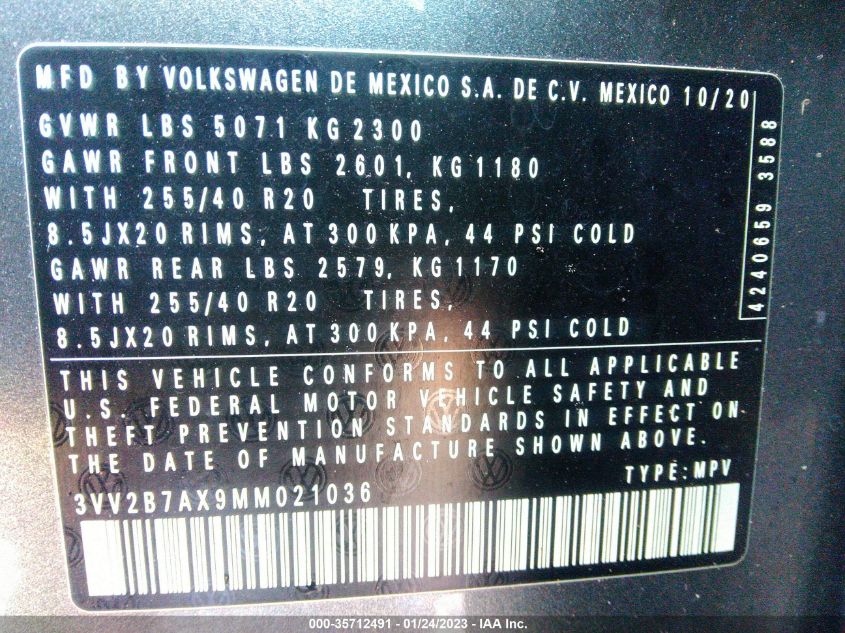 MFD BY VOLKSWAGEN DE MEXICO S.A. DE C.V. MEXICO 10/20
GVWR LBS 5071 KG 2300
GAWR FRONT LBS 2601, KG 1180
WITH 255/40 R20 TIRES,
8.5JX20 RIMS, AT 300 KPA, 44 PSI COLD
GAWR REAR LBS 2579, KG 1170
WITH 255/40 R20 TIRES,
8.5JX20 RIMS, AT 300 KPA, 44 PSI COLD
4240659 3588
THIS VEHICLE CONFORMS TO ALL APPLICABLE
U.S. FEDERAL MOTOR VEHICLE SAFETY AND
THEFT PREVENTION STANDARDS IN EFFECT ON
THE DATE OF MANUFACTURE SHOWN ABOVE.
TYPE: MPV
3VV2B7AX9MM021036
000-35712491 - 01/24/2023 - IAA Inc.